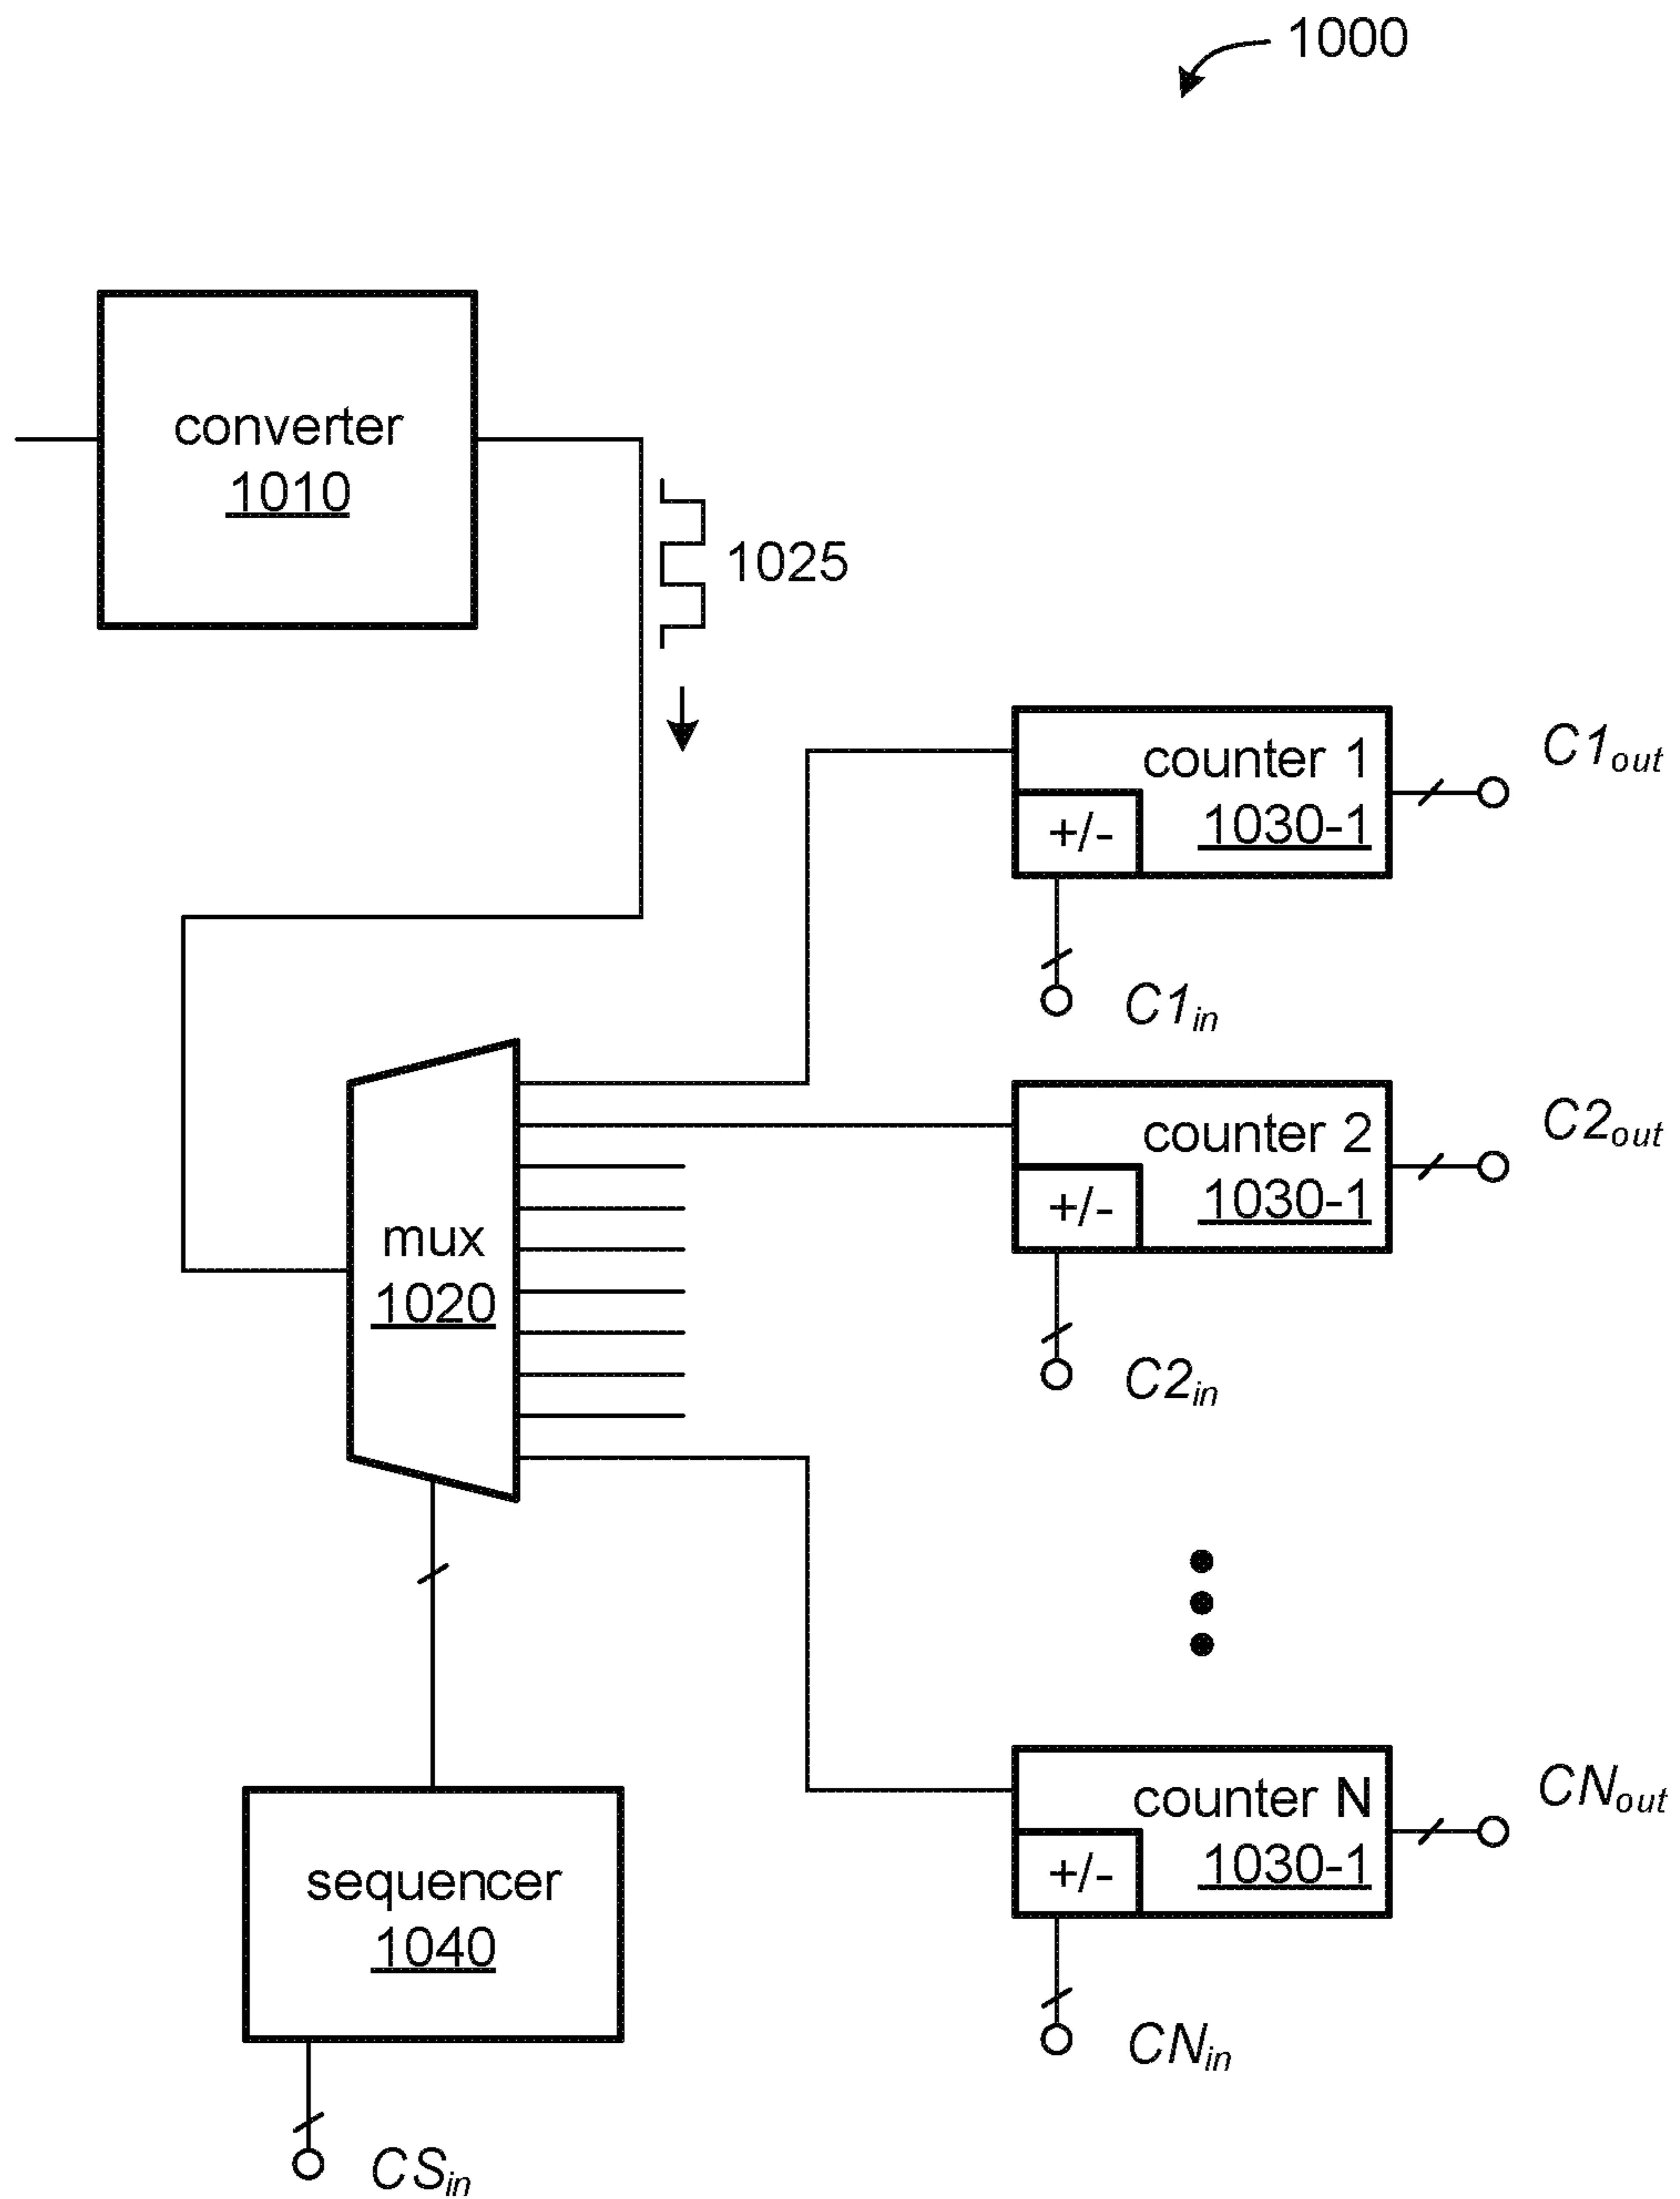 1000
converter
1010
1025
counter 1
+/-
1030-1
C1out
C1in
counter 2
+/-
1030-1
C2out
C2in
mux
1020
counter N
+/-
1030-1
CNout
CNin
sequencer
1040
CSin